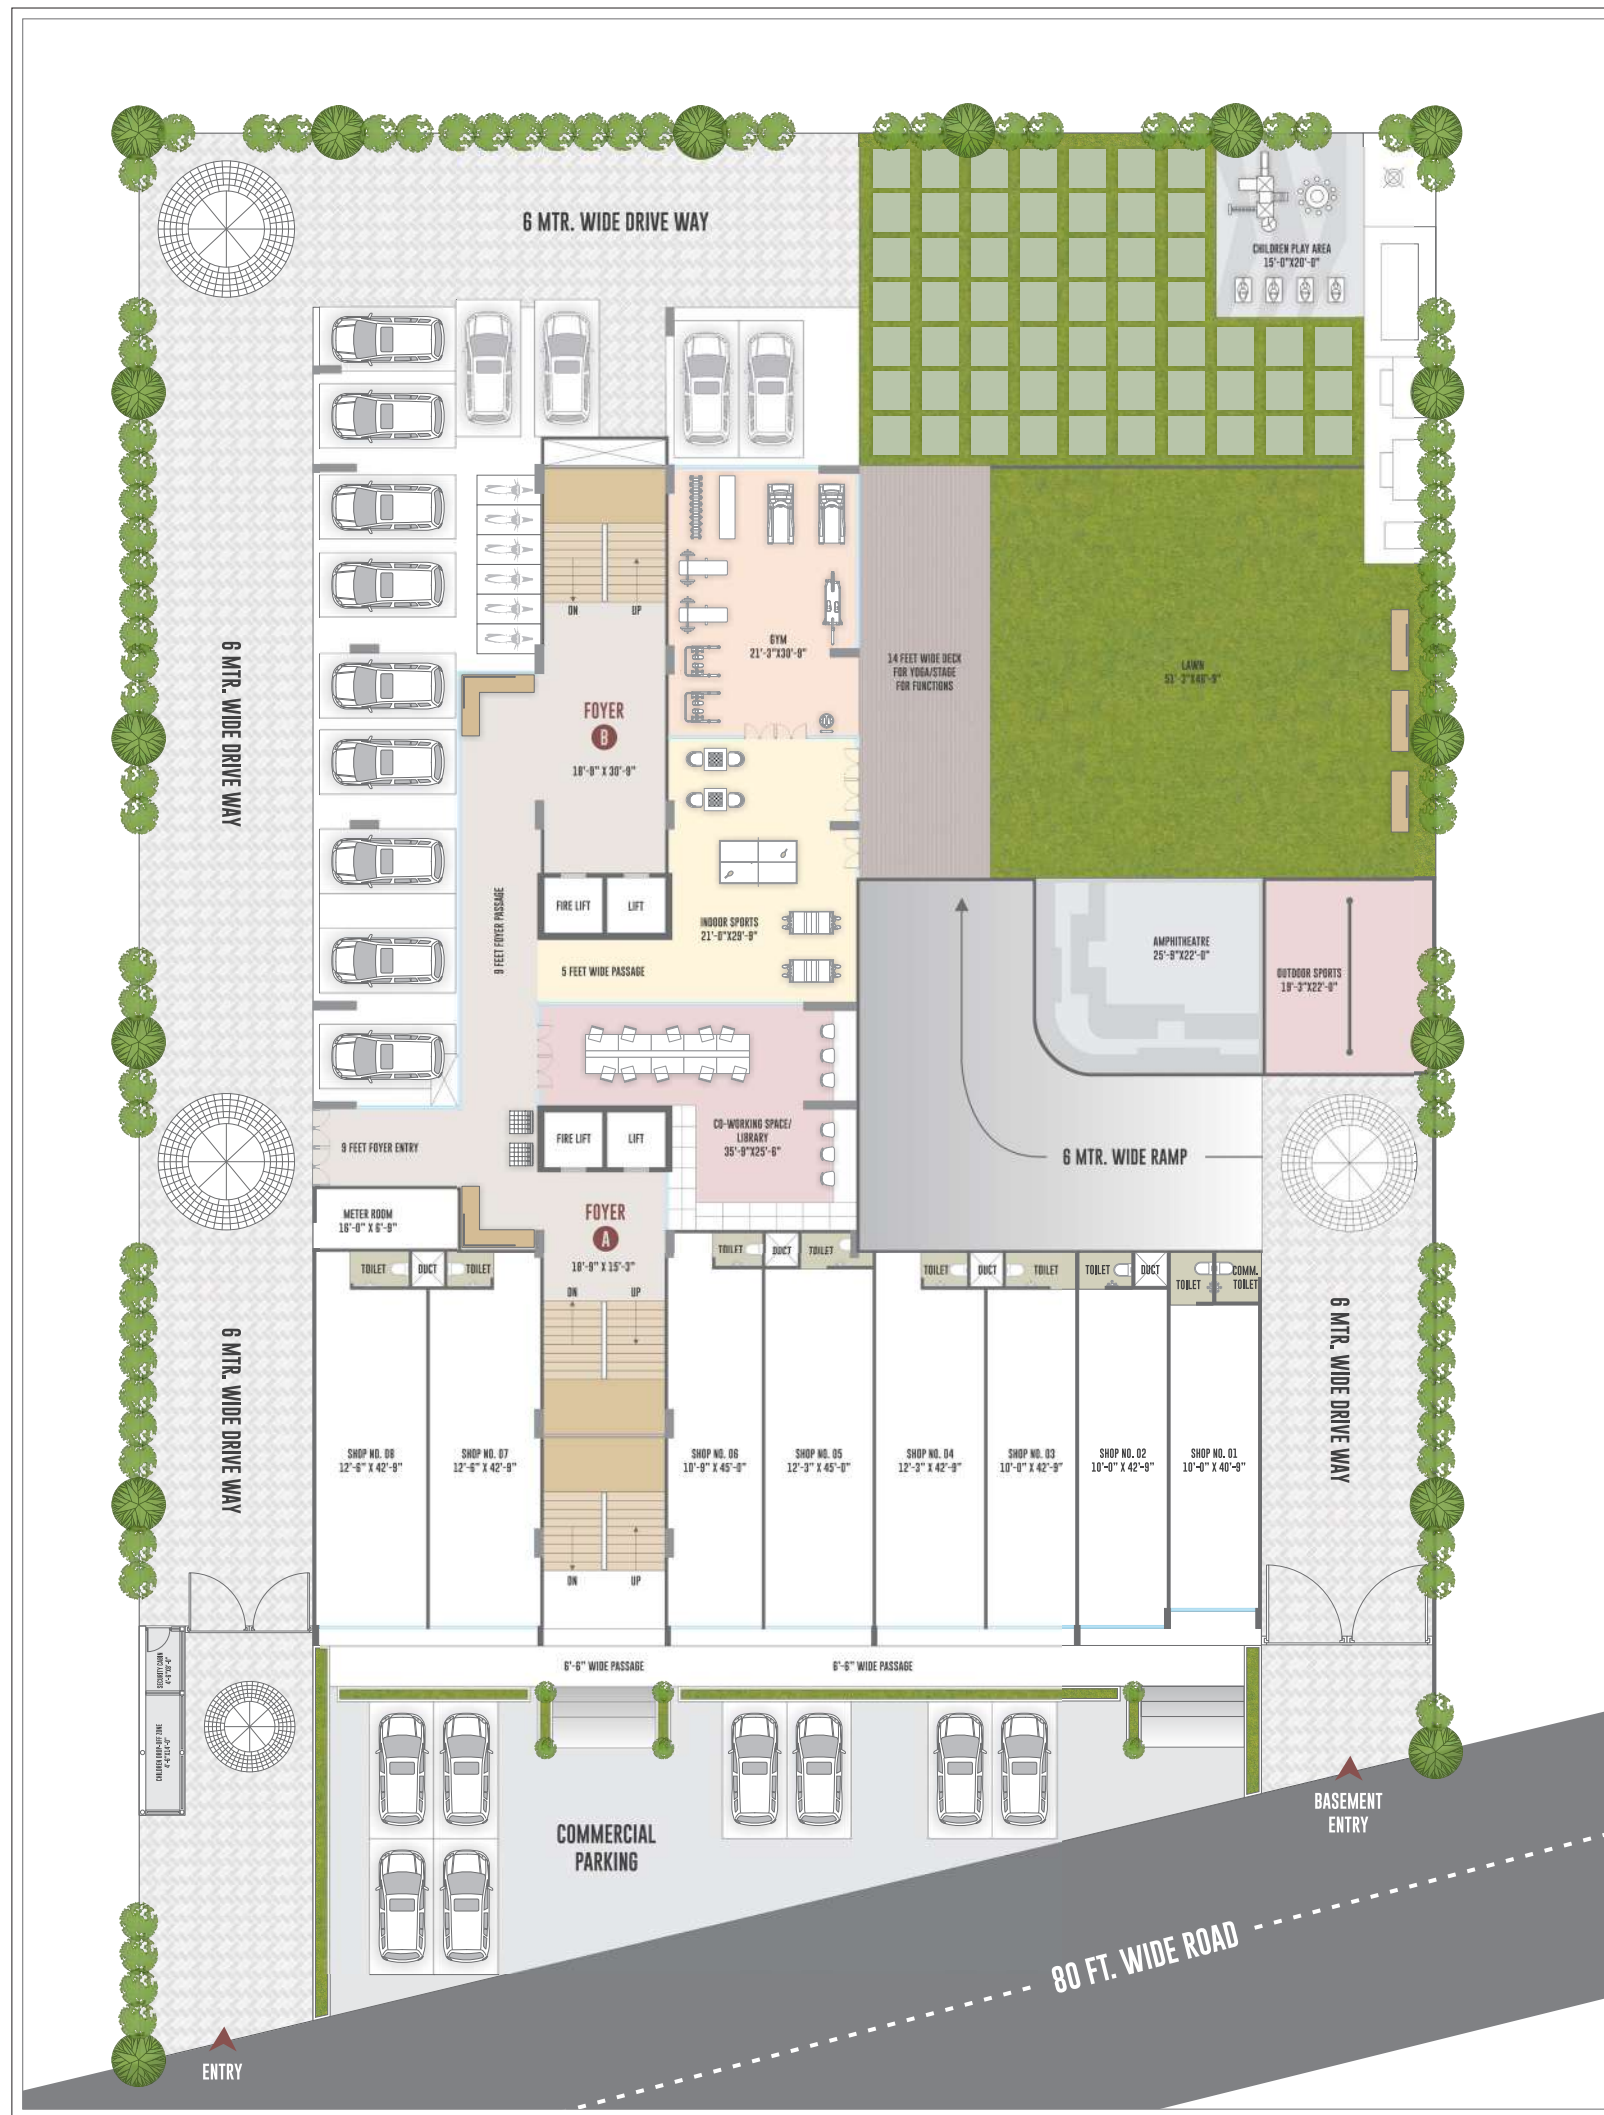 6 MTR. WIDE DRIVE WAY
CHILDREN PLAY AREA
15'-0"X20'-0"
6 MTR. WIDE DRIVE WAY
DN
UP
GYM
21'-3"X30'-9"
14 FEET WIDE DECK
FOR YOGA/STAGE
FOR FUNCTIONS
LAWN
FOYER
B
18'-9" X 30'-9"
9 FEET FOYER PASSAGE
FIRE LIFT
LIFT
INDOOR SPORTS
21'-6"X29'-9"
5 FEET WIDE PASSAGE
AMPHITHEATRE
25'-9"X22'-0"
OUTDOOR SPORTS
19'-3"X22'-0"
FIRE LIFT
LIFT
CO-WORKING SPACE/
LIBRARY
35'-9"X25'-6"
9 FEET FOYER ENTRY
6 MTR. WIDE RAMP
METER ROOM
16'-0" X 6'-9"
FOYER
A
18'-9" X 15'-3"
TOILET
DUCT
TOILET
TOILET
DUCT
TOILET
TOILET
DUCT
TOILET
TOILET
DUCT
TOILET
COMM.
TOILET
DN
UP
6 MTR. WIDE DRIVE WAY
6 MTR. WIDE DRIVE WAY
SHOP NO. 08
12'-6" X 42'-9"
SHOP NO. 07
12'-6" X 42'-9"
SHOP NO. 06
10'-9" X 45'-0"
SHOP NO. 05
12'-3" X 45'-0"
SHOP NO. 04
12'-3" X 42'-9"
SHOP NO. 03
10'-0" X 42'-9"
SHOP NO. 02
10'-0" X 42'-9"
SHOP NO. 01
10'-0" X 40'-9"
DN
UP
SECURITY CABIN
6'-6" WIDE PASSAGE
6'-6" WIDE PASSAGE
CHILDREN DROP-OFF ZONE
COMMERCIAL
PARKING
BASEMENT
ENTRY
80 FT. WIDE ROAD
ENTRY